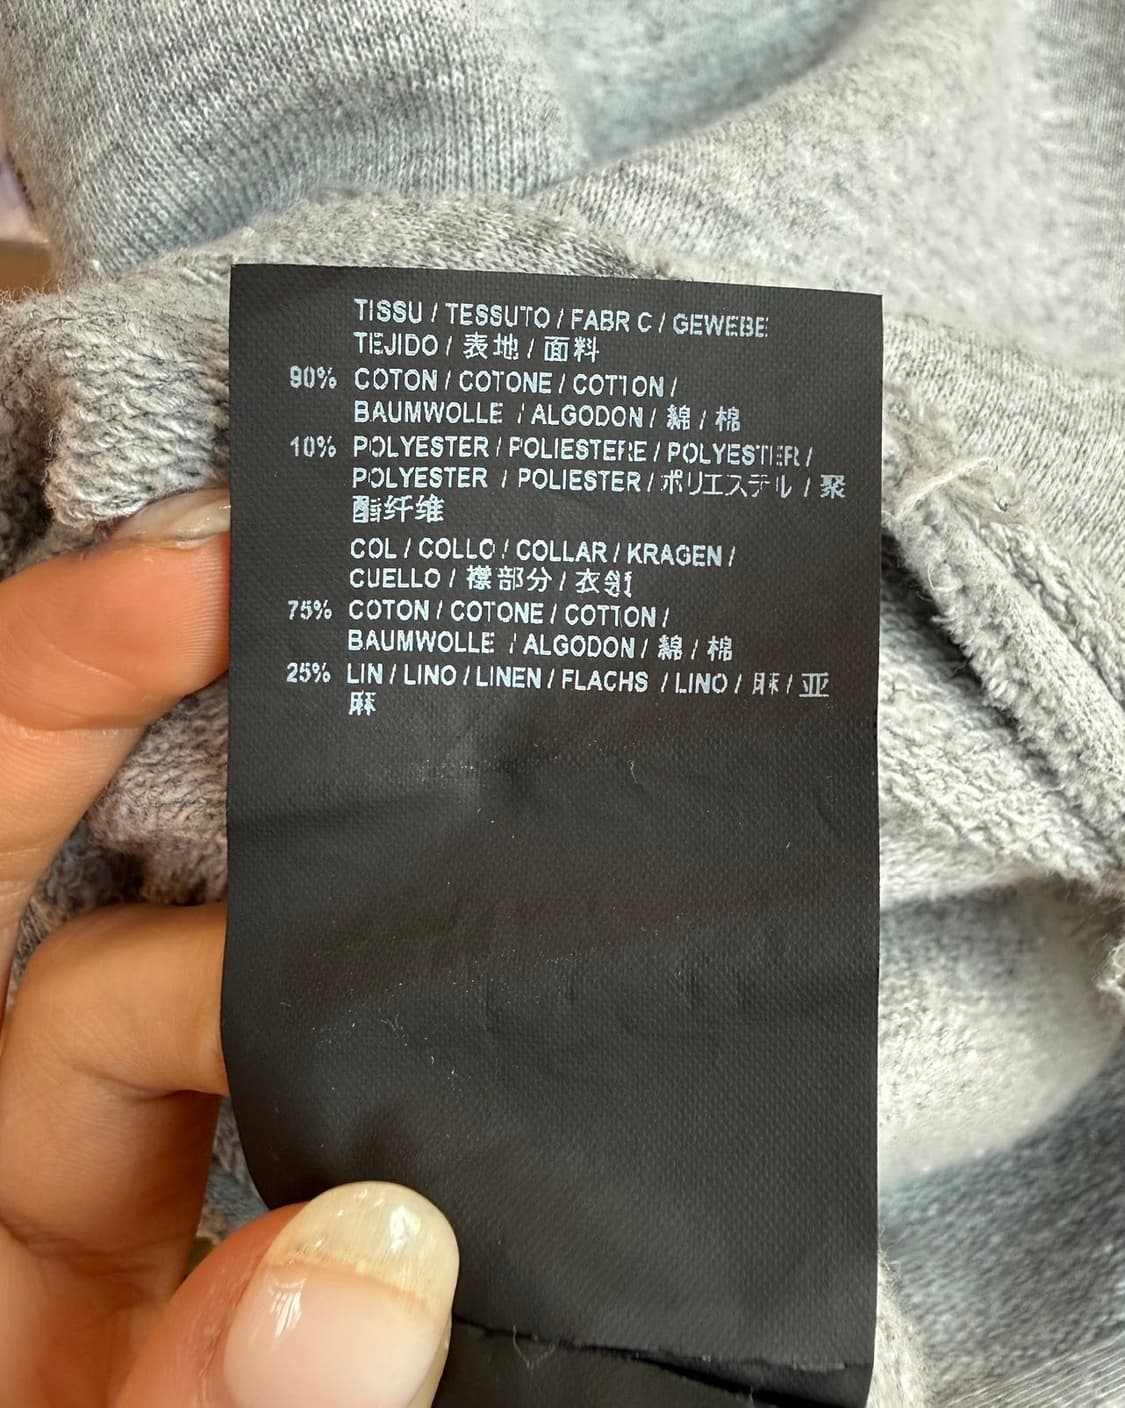 TISSU / TESSUTO / FABR C / GEWEBE
TEJIDO / 表地 / 面料
90% COTON / COTONE / COTTON /
BAUMWOLLE / ALGODON / 綿 / 棉
10% POLYESTER / POLIESTERE / POLYESTER /
POLYESTER / POLIESTER / ポリエステル / 聚
酯纤维
COL / COLLO / COLLAR / KRAGEN /
CUELLO / 襟部分 / 衣领
75% COTON / COTONE / COTTON /
BAUMWOLLE / ALGODON / 綿 / 棉
25% LIN / LINO / LINEN / FLACHS / LINO / 麻 / 亚
麻